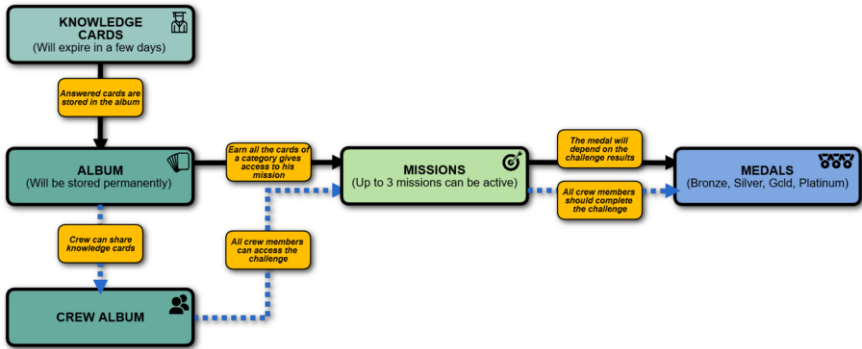 KNOWLEDGE
CARDS
(Will expire in a few days)
Answered cards are
stored in the album
ALBUM
(Will be stored permanently)
Earn all the cards of
a category gives
access to his
mission
MISSIONS
(Up to 3 missions can be active)
The medal will
depend on the
challenge results
MEDALS
(Bronze, Silver, Gold, Platinum)
All crew members
should complete
the challenge
Crew can share
knowledge cards
All crew members
can access the
challenge
CREW ALBUM